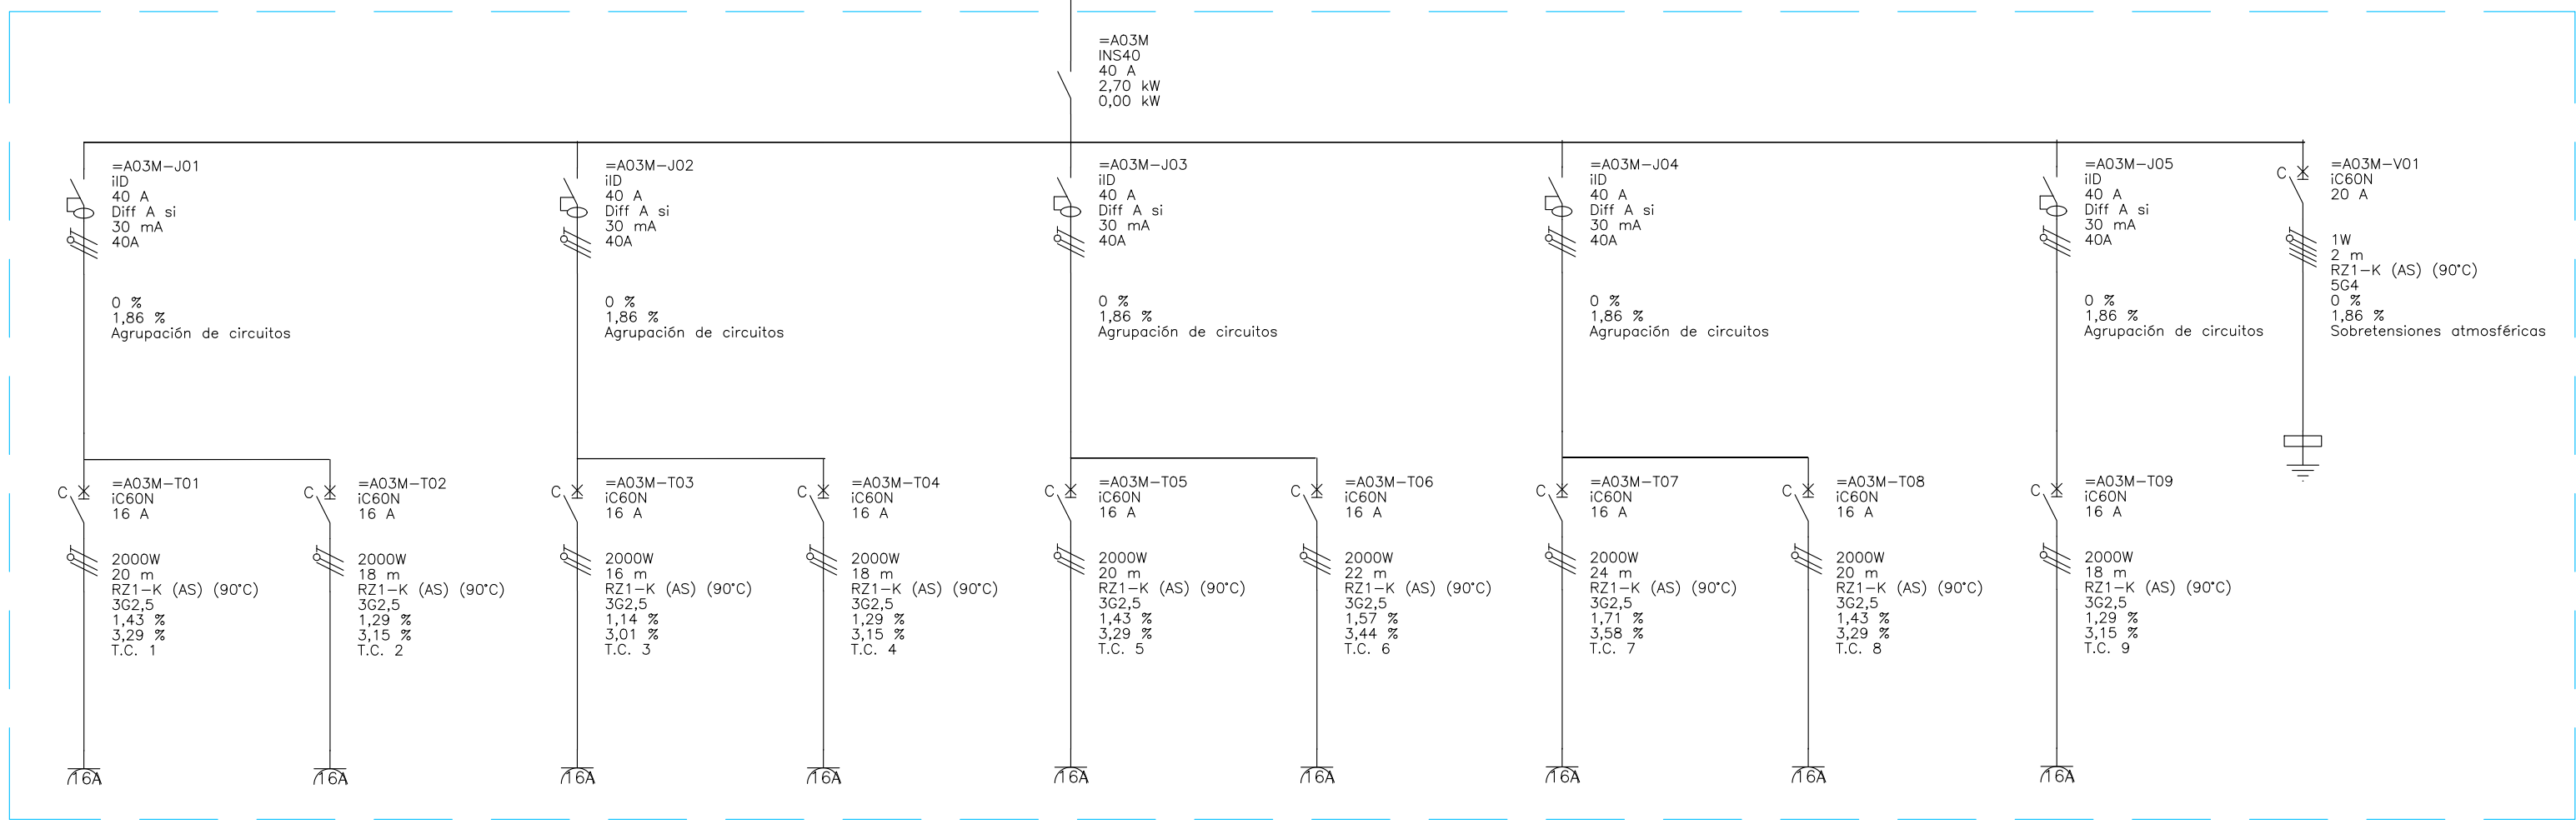 =A03M
INS40
40 A
2,70 kW
0,00 kW
=A03M-J01
iID
40 A
Diff A si
30 mA
40A
0 %
1,86 %
Agrupación de circuitos
=A03M-J02
iID
40 A
Diff A si
30 mA
40A
0 %
1,86 %
Agrupación de circuitos
=A03M-J03
iID
40 A
Diff A si
30 mA
40A
0 %
1,86 %
Agrupación de circuitos
=A03M-J04
iID
40 A
Diff A si
30 mA
40A
0 %
1,86 %
Agrupación de circuitos
=A03M-J05
iID
40 A
Diff A si
30 mA
40A
0 %
1,86 %
Agrupación de circuitos
C
=A03M-V01
iC60N
20 A
1W
2 m
RZ1-K (AS) (90°C)
5G4
0 %
1,86 %
Sobretensiones atmosféricas
C
=A03M-T01
iC60N
16 A
2000W
20 m
RZ1-K (AS) (90°C)
3G2,5
1,43 %
3,29 %
T.C. 1
16A
C
=A03M-T02
iC60N
16 A
2000W
18 m
RZ1-K (AS) (90°C)
3G2,5
1,29 %
3,15 %
T.C. 2
16A
C
=A03M-T03
iC60N
16 A
2000W
16 m
RZ1-K (AS) (90°C)
3G2,5
1,14 %
3,01 %
T.C. 3
16A
C
=A03M-T04
iC60N
16 A
2000W
18 m
RZ1-K (AS) (90°C)
3G2,5
1,29 %
3,15 %
T.C. 4
16A
C
=A03M-T05
iC60N
16 A
2000W
20 m
RZ1-K (AS) (90°C)
3G2,5
1,43 %
3,29 %
T.C. 5
16A
C
=A03M-T06
iC60N
16 A
2000W
22 m
RZ1-K (AS) (90°C)
3G2,5
1,57 %
3,44 %
T.C. 6
16A
C
=A03M-T07
iC60N
16 A
2000W
24 m
RZ1-K (AS) (90°C)
3G2,5
1,71 %
3,58 %
T.C. 7
16A
C
=A03M-T08
iC60N
16 A
2000W
20 m
RZ1-K (AS) (90°C)
3G2,5
1,43 %
3,29 %
T.C. 8
16A
C
=A03M-T09
iC60N
16 A
2000W
18 m
RZ1-K (AS) (90°C)
3G2,5
1,29 %
3,15 %
T.C. 9
16A